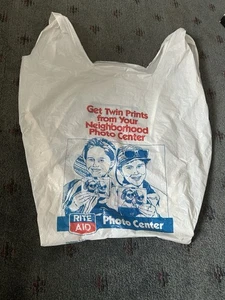 Get Twin Prints
from Your
Neighborhood
Photo Center
RITE
AID
Photo Center